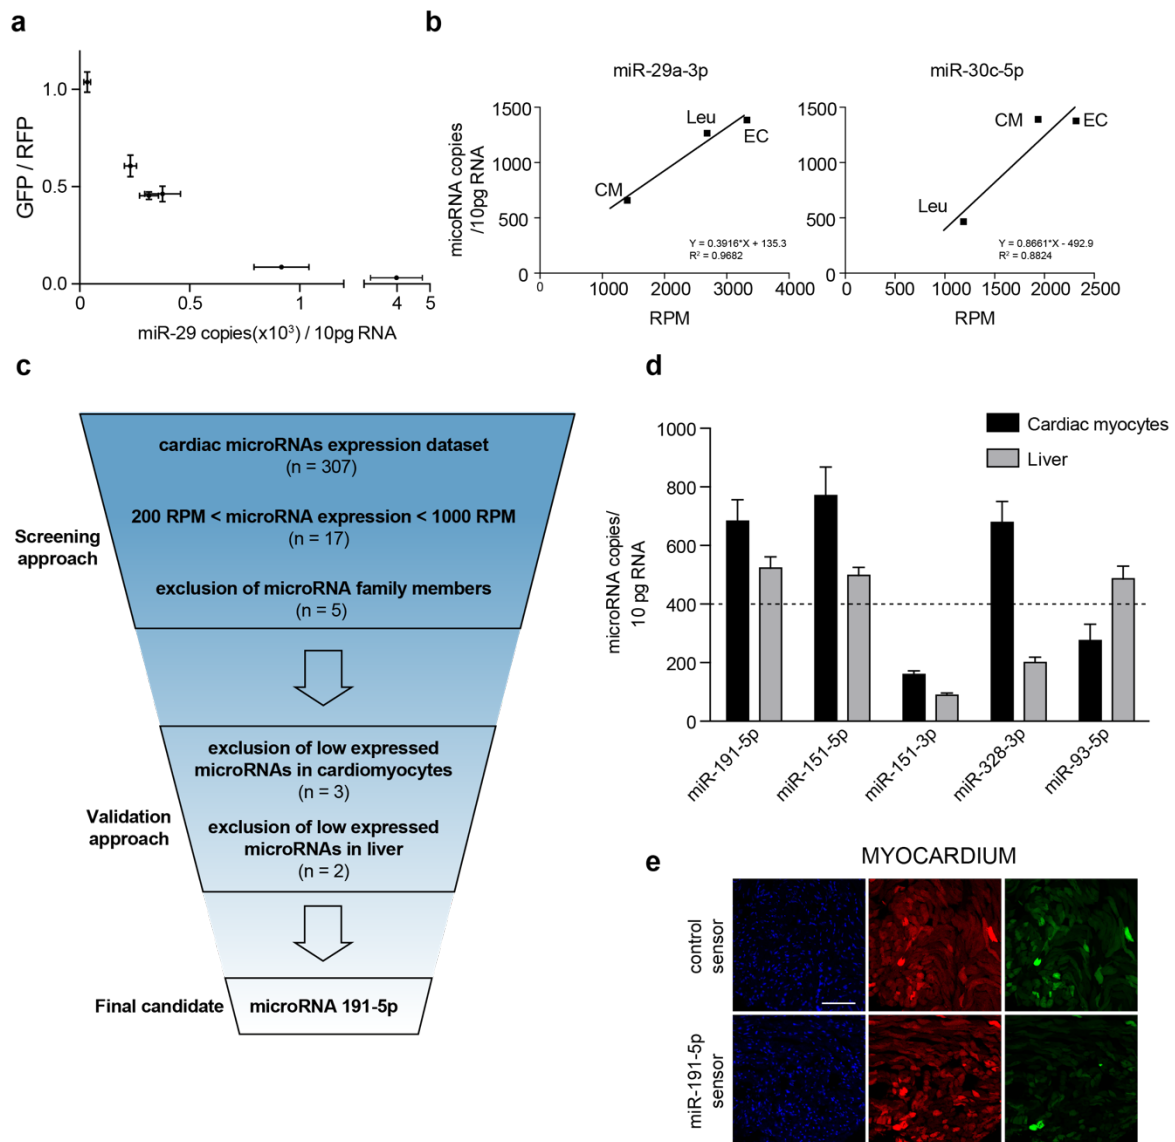 a
GFP / RFP
1.0
0.5
0.0
0
0.5
1
4
5
miR-29 copies(x10³) / 10pg RNA
b
miR-29a-3p
micoRNA copies
/10pg RNA
1500
1000
500
0
Leu
EC
CM
Y = 0.3916*X + 135.3
R² = 0.9682
0
1000
2000
3000
4000
RPM
miR-30c-5p
1500
1000
500
0
CM
EC
Leu
Y = 0.8661*X - 492.9
R² = 0.8824
0
500
1000
1500
2000
2500
RPM
c
Screening
approach
cardiac microRNAs expression dataset
(n = 307)
200 RPM < microRNA expression < 1000 RPM
(n = 17)
exclusion of microRNA family members
(n = 5)
Validation
approach
exclusion of low expressed
microRNAs in cardiomyocytes
(n = 3)
exclusion of low expressed
microRNAs in liver
(n = 2)
Final candidate
microRNA 191-5p
d
Cardiac myocytes
Liver
microRNA copies/
10 pg RNA
1000
800
600
400
200
0
miR-191-5p
miR-151-5p
miR-151-3p
miR-328-3p
miR-93-5p
e
MYOCARDIUM
control
sensor
miR-191-5p
sensor